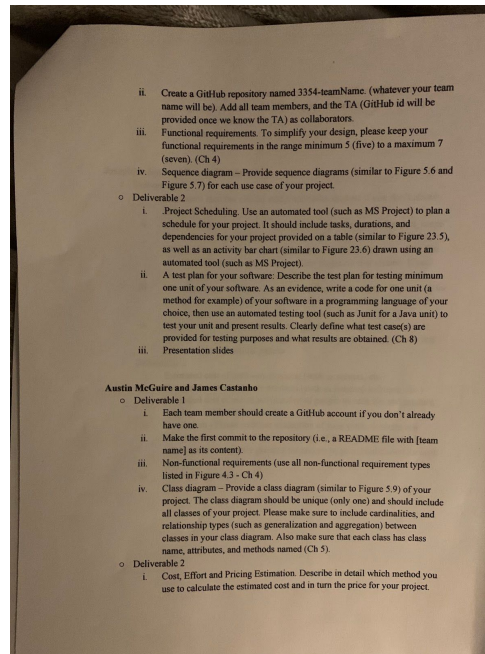 ii. Create a GitHub repository named 3354-teamName. (whatever your team
name will be). Add all team members, and the TA (GitHub id will be
provided once we know the TA) as collaborators.
iii. Functional requirements. To simplify your design, please keep your
functional requirements in the range minimum 5 (five) to a maximum 7
(seven). (Ch 4)
iv. Sequence diagram – Provide sequence diagrams (similar to Figure 5.6 and
Figure 5.7) for each use case of your project.
o Deliverable 2
i. .Project Scheduling. Use an automated tool (such as MS Project) to plan a
schedule for your project. It should include tasks, durations, and
dependencies for your project provided on a table (similar to Figure 23.5),
as well as an activity bar chart (similar to Figure 23.6) drawn using an
automated tool (such as MS Project).
ii. A test plan for your software: Describe the test plan for testing minimum
one unit of your software. As an evidence, write a code for one unit (a
method for example) of your software in a programming language of your
choice, then use an automated testing tool (such as Junit for a Java unit) to
test your unit and present results. Clearly define what test case(s) are
provided for testing purposes and what results are obtained. (Ch 8)
iii. Presentation slides
Austin McGuire and James Castanho
o Deliverable 1
i. Each team member should create a GitHub account if you don't already
have one.
ii. Make the first commit to the repository (i.e., a README file with [team
name] as its content).
iii. Non-functional requirements (use all non-functional requirement types
listed in Figure 4.3 - Ch 4)
iv. Class diagram – Provide a class diagram (similar to Figure 5.9) of your
project. The class diagram should be unique (only one) and should include
all classes of your project. Please make sure to include cardinalities, and
relationship types (such as generalization and aggregation) between
classes in your class diagram. Also make sure that each class has class
name, attributes, and methods named (Ch 5).
o Deliverable 2
i. Cost, Effort and Pricing Estimation. Describe in detail which method you
use to calculate the estimated cost and in turn the price for your project.